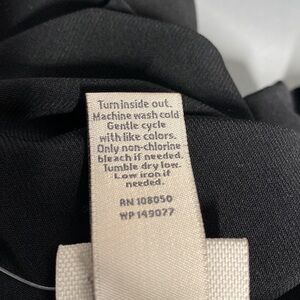 Turn inside out.
Machine wash cold
Gentle cycle
with like colors.
Only non-chlorine
bleach if needed.
Tumble dry low.
Low iron if
needed.
RN 108050
WP 149077